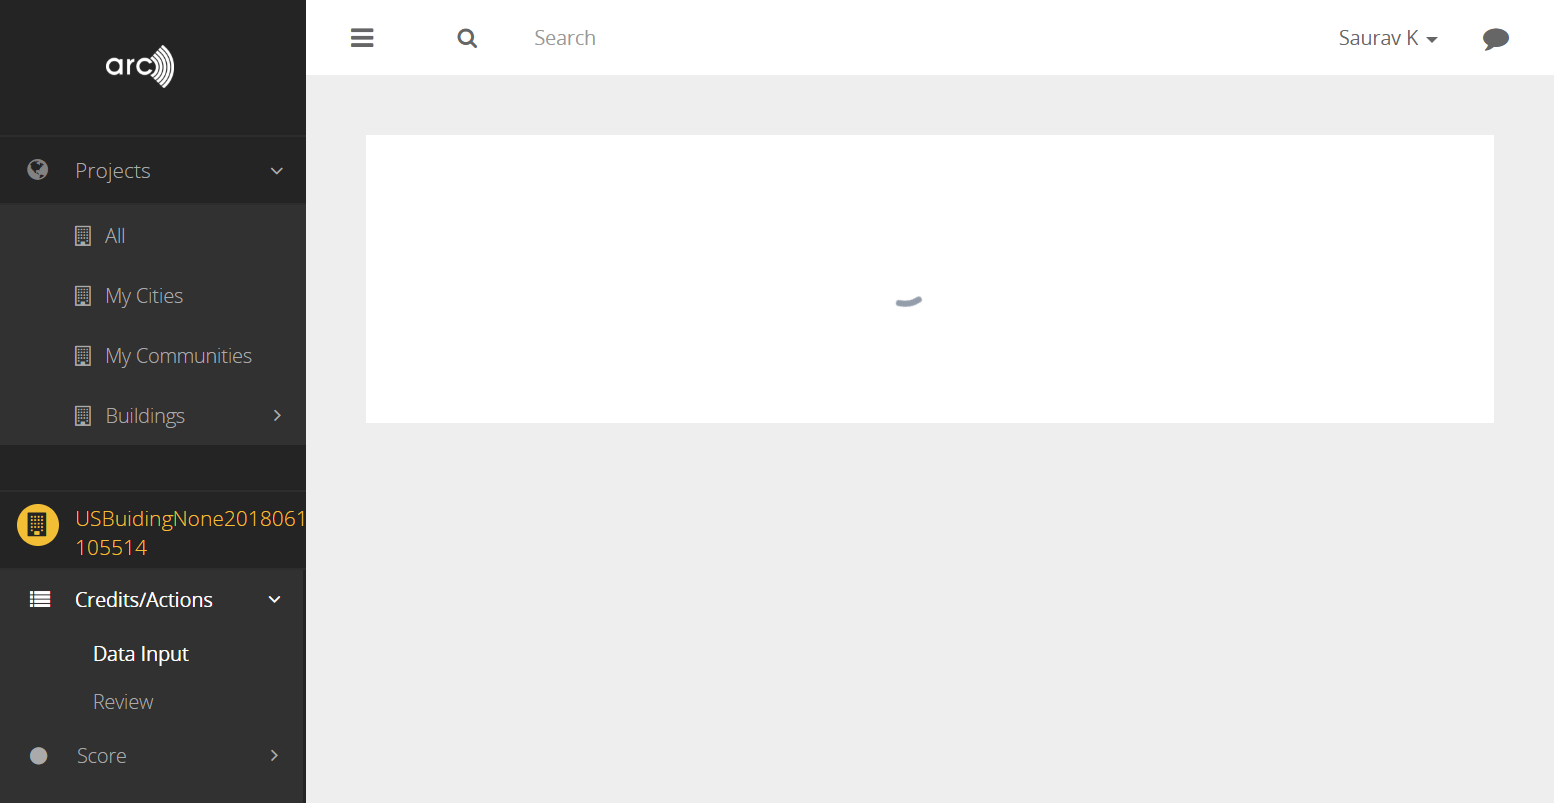 arc
Search
Saurav K
Projects
All
My Cities
My Communities
Buildings
USBuidingNone2018061
105514
Credits/Actions
Data Input
Review
Score